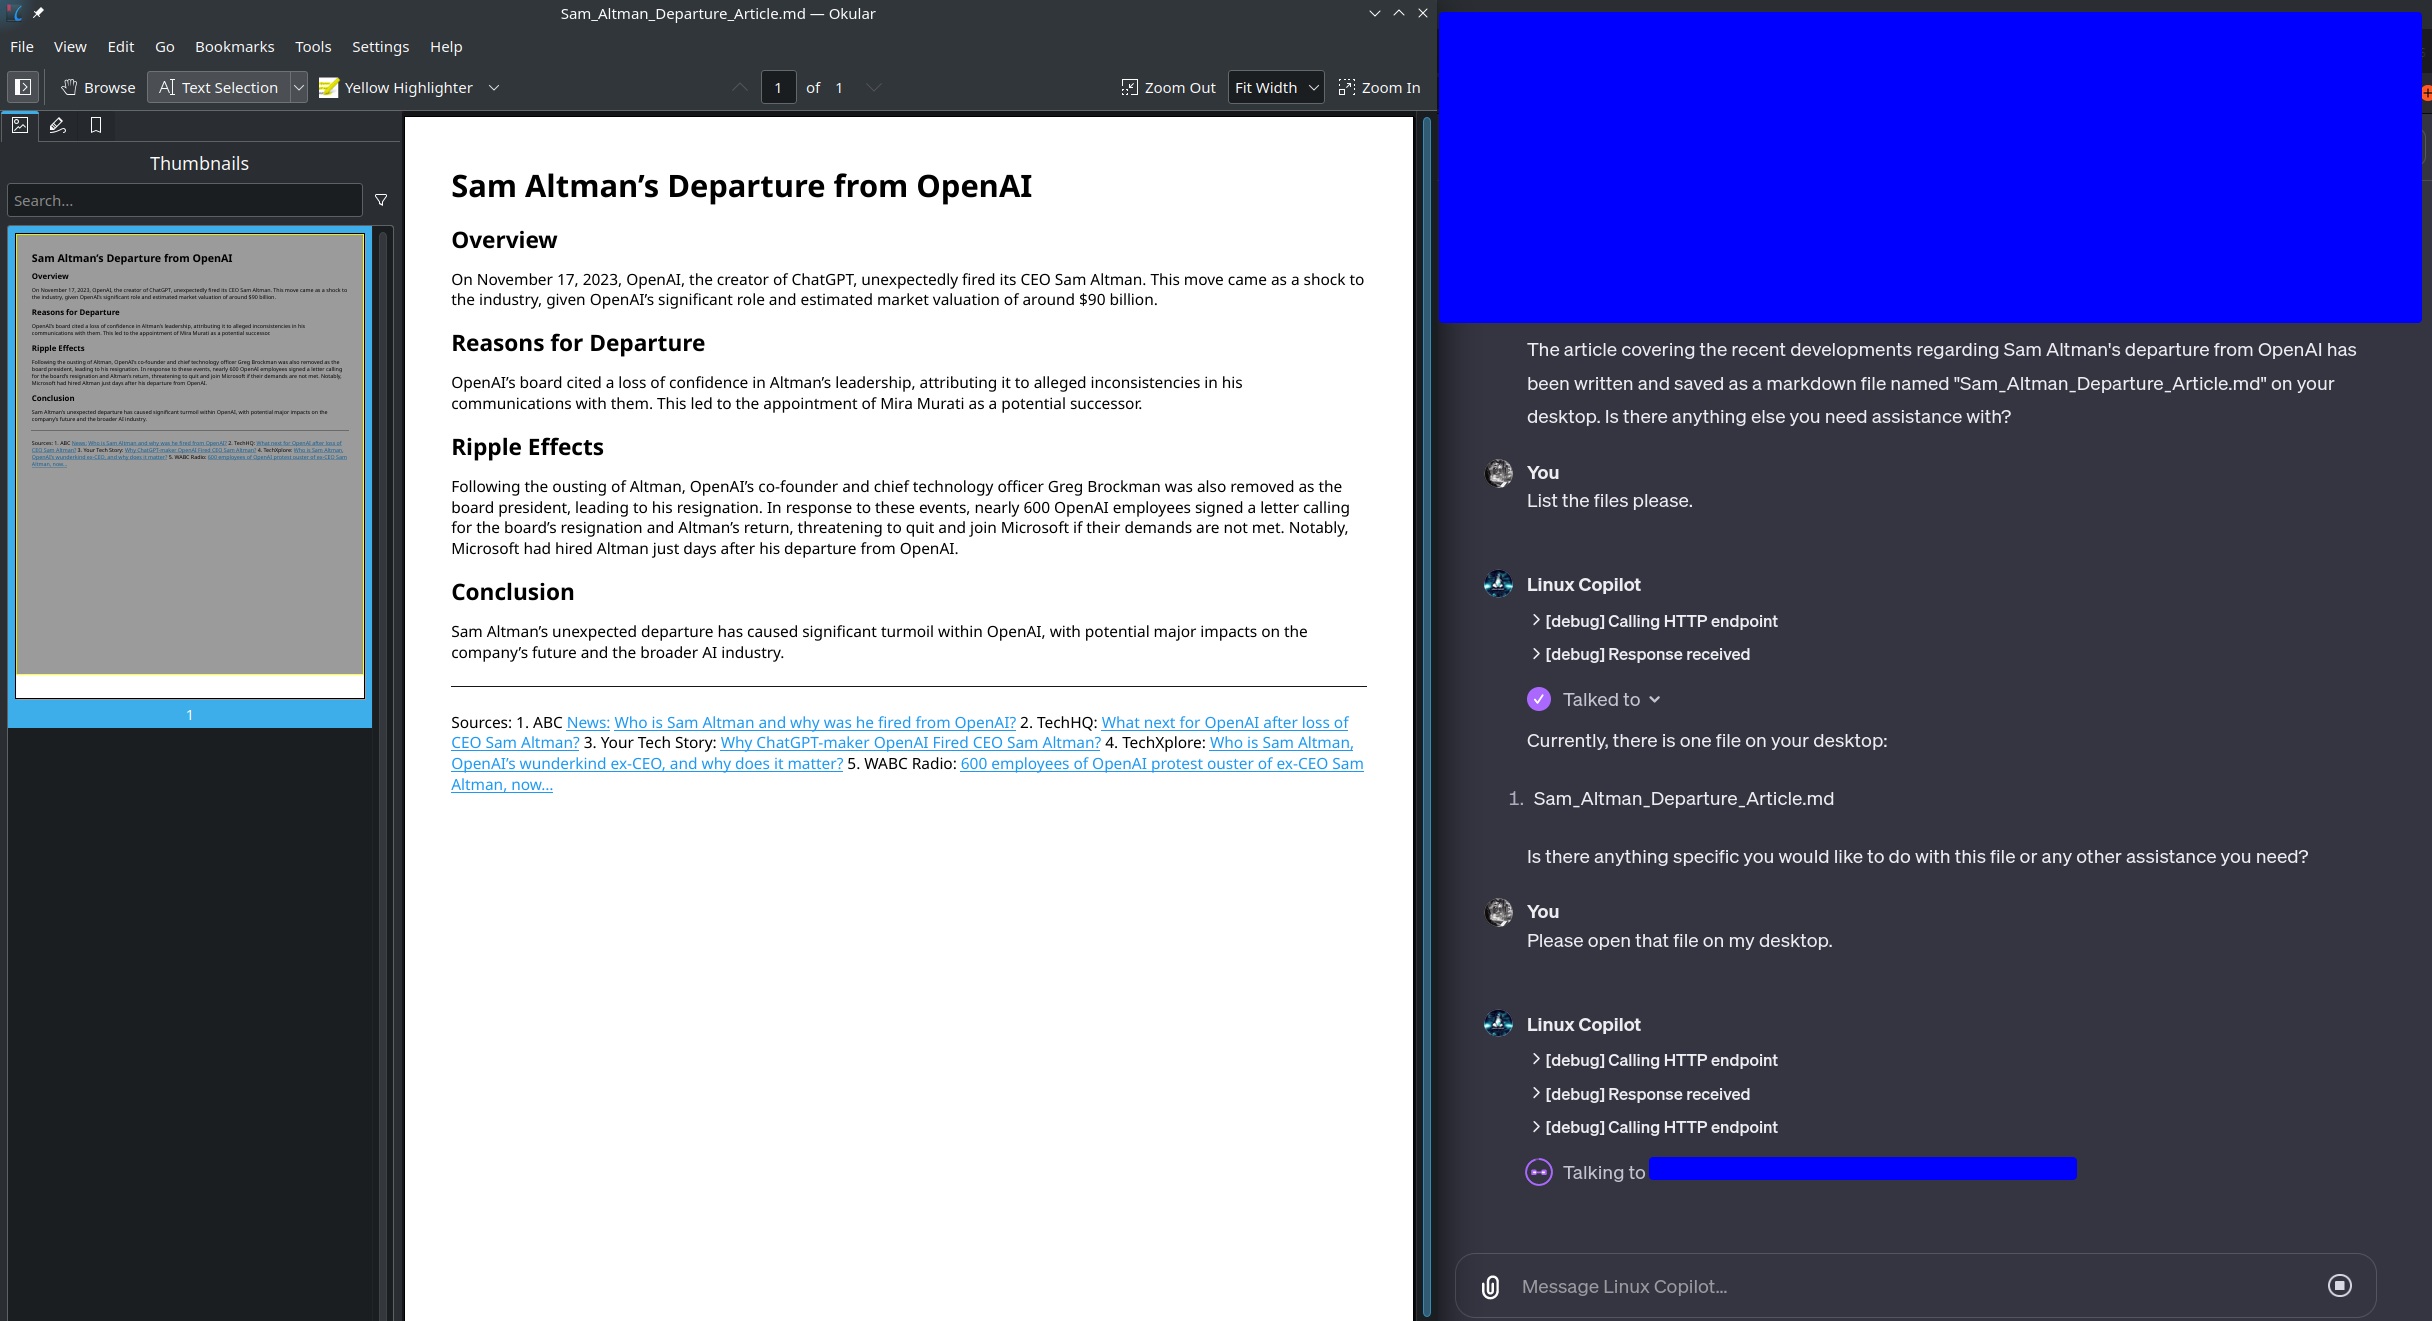 Sam_Altman_Departure_Article.md — Okular
File View Edit Go Bookmarks Tools Settings Help
Browse Text Selection Yellow Highlighter 1 of 1 Zoom Out Fit Width Zoom In
Thumbnails
Search...
Sam Altman’s Departure from OpenAI
Overview
On November 17, 2023, OpenAI, the creator of ChatGPT, unexpectedly fired its CEO Sam Altman. This move came as a shock to
the industry, given OpenAI’s significant role and estimated market valuation of around $90 billion.
Reasons for Departure
OpenAI’s board cited a loss of confidence in Altman’s leadership, attributing it to alleged inconsistencies in his
communications with them. This led to the appointment of Mira Murati as a potential successor.
Ripple Effects
Following the ousting of Altman, OpenAI’s co-founder and chief technology officer Greg Brockman was also removed as the
board president, leading to his resignation. In response to these events, nearly 600 OpenAI employees signed a letter calling
for the board’s resignation and Altman’s return, threatening to quit and join Microsoft if their demands are not met. Notably,
Microsoft had hired Altman just days after his departure from OpenAI.
Conclusion
Sam Altman’s unexpected departure has caused significant turmoil within OpenAI, with potential major impacts on the
company’s future and the broader AI industry.
Sources: 1. ABC News: Who is Sam Altman and why was he fired from OpenAI? 2. TechHQ: What next for OpenAI after loss of
CEO Sam Altman? 3. Your Tech Story: Why ChatGPT-maker OpenAI Fired CEO Sam Altman? 4. TechXplore: Who is Sam Altman,
OpenAI’s wunderkind ex-CEO, and why does it matter? 5. WABC Radio: 600 employees of OpenAI protest ouster of ex-CEO Sam
Altman, now…
1
Sam Altman’s Departure from OpenAI
Overview
On November 17, 2023, OpenAI, the creator of ChatGPT, unexpectedly fired its CEO Sam Altman. This move came as a shock to
the industry, given OpenAI’s significant role and estimated market valuation of around $90 billion.
Reasons for Departure
OpenAI’s board cited a loss of confidence in Altman’s leadership, attributing it to alleged inconsistencies in his
communications with them. This led to the appointment of Mira Murati as a potential successor.
Ripple Effects
Following the ousting of Altman, OpenAI’s co-founder and chief technology officer Greg Brockman was also removed as the
board president, leading to his resignation. In response to these events, nearly 600 OpenAI employees signed a letter calling
for the board’s resignation and Altman’s return, threatening to quit and join Microsoft if their demands are not met. Notably,
Microsoft had hired Altman just days after his departure from OpenAI.
Conclusion
Sam Altman’s unexpected departure has caused significant turmoil within OpenAI, with potential major impacts on the
company’s future and the broader AI industry.
Sources: 1. ABC News: Who is Sam Altman and why was he fired from OpenAI? 2. TechHQ: What next for OpenAI after loss of
CEO Sam Altman? 3. Your Tech Story: Why ChatGPT-maker OpenAI Fired CEO Sam Altman? 4. TechXplore: Who is Sam Altman,
OpenAI’s wunderkind ex-CEO, and why does it matter? 5. WABC Radio: 600 employees of OpenAI protest ouster of ex-CEO Sam
Altman, now…
The article covering the recent developments regarding Sam Altman's departure from OpenAI has
been written and saved as a markdown file named "Sam_Altman_Departure_Article.md" on your
desktop. Is there anything else you need assistance with?
You
List the files please.
Linux Copilot
[debug] Calling HTTP endpoint
[debug] Response received
Talked to
Currently, there is one file on your desktop:
1. Sam_Altman_Departure_Article.md
Is there anything specific you would like to do with this file or any other assistance you need?
You
Please open that file on my desktop.
Linux Copilot
[debug] Calling HTTP endpoint
[debug] Response received
[debug] Calling HTTP endpoint
Talking to
Message Linux Copilot...